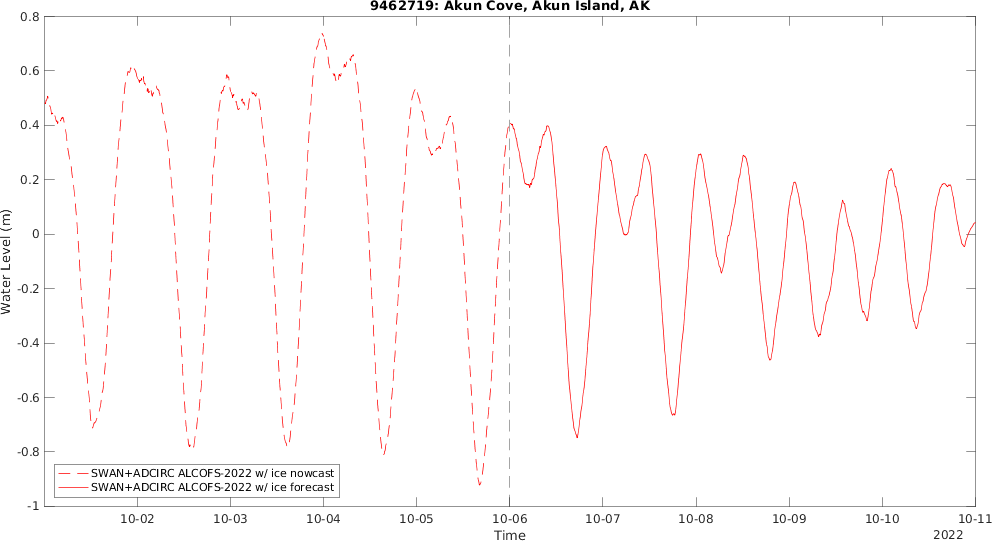 9462719: Akun Cove, Akun Island, AK
0.8
0.6
0.4
0.2
0
-0.2
-0.4
-0.6
-0.8
-1
Water Level (m)
SWAN+ADCIRC ALCOFS-2022 w/ ice nowcast
SWAN+ADCIRC ALCOFS-2022 w/ ice forecast
10-02 10-03 10-04 10-05 10-06 10-07 10-08 10-09 10-10 10-11
Time
2022